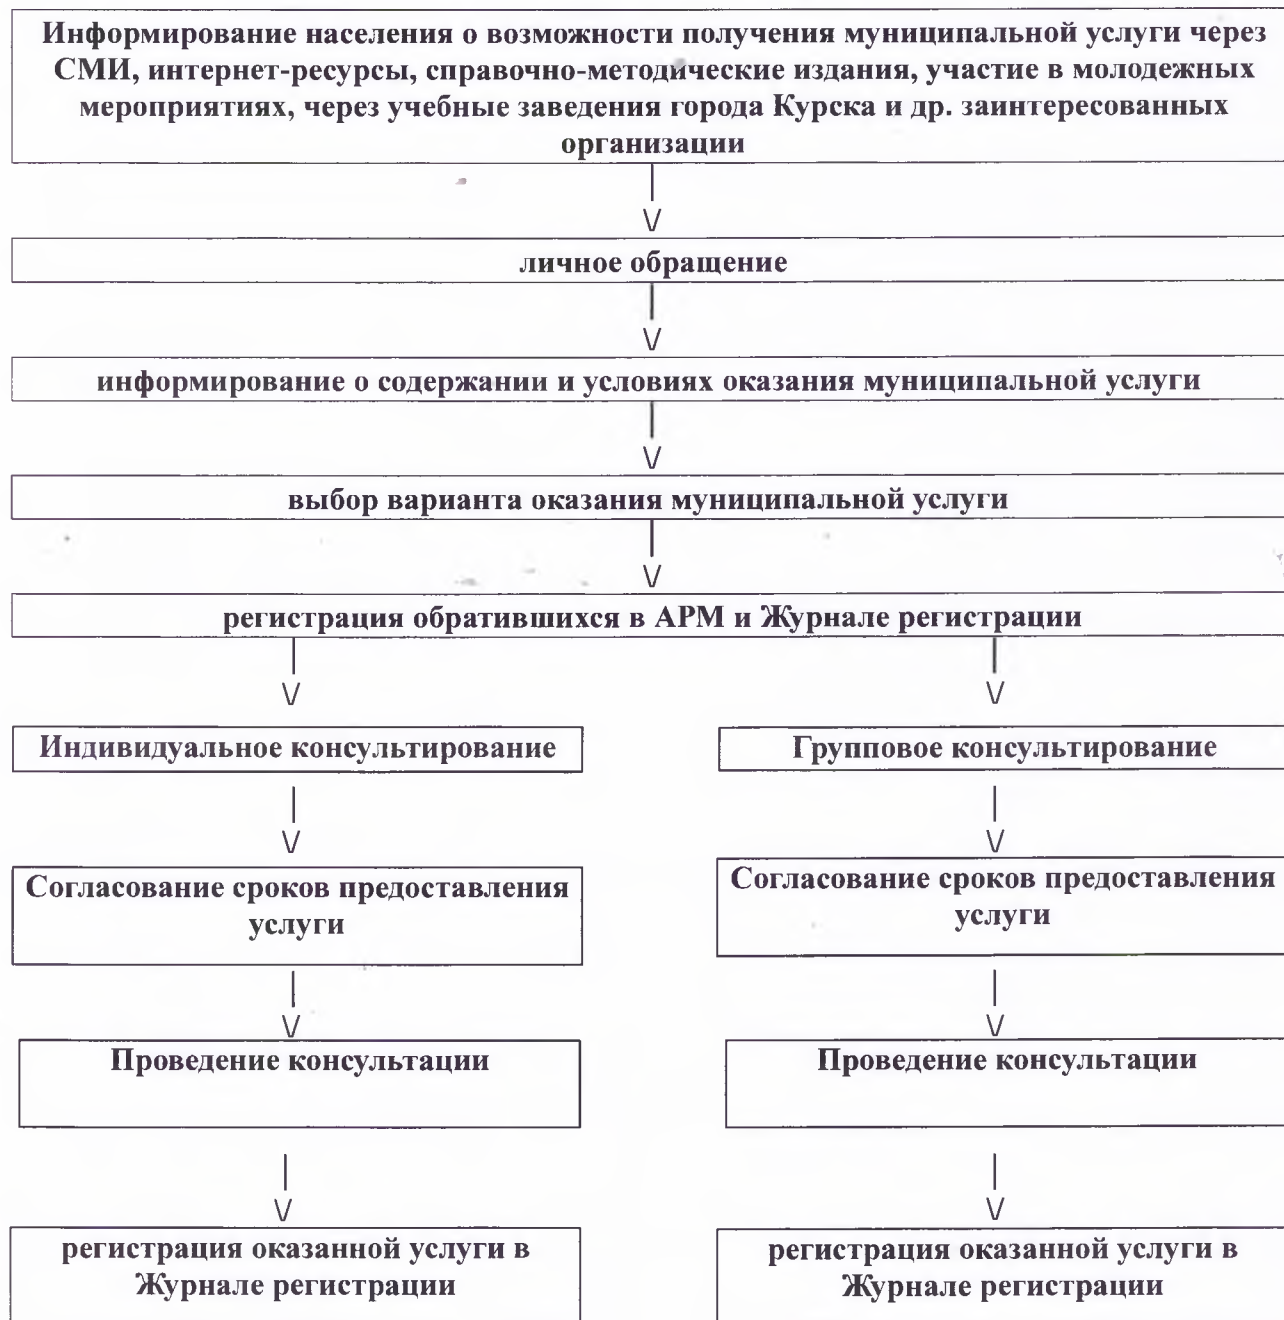 Информирование населения о возможности получения муниципальной услуги через
СМИ, интернет-ресурсы, справочно-методические издания, участие в молодежных
мероприятиях, через учебные заведения города Курска и др. заинтересованных
организации
личное обращение
информирование о содержании и условиях оказания муниципальной услуги
выбор варианта оказания муниципальной услуги
регистрация обратившихся в АРМ и Журнале регистрации
Индивидуальное консультирование
Групповое консультирование
Согласование сроков предоставления
услуги
Согласование сроков предоставления
услуги
Проведение консультации
Проведение консультации
регистрация оказанной услуги в
Журнале регистрации
регистрация оказанной услуги в
Журнале регистрации